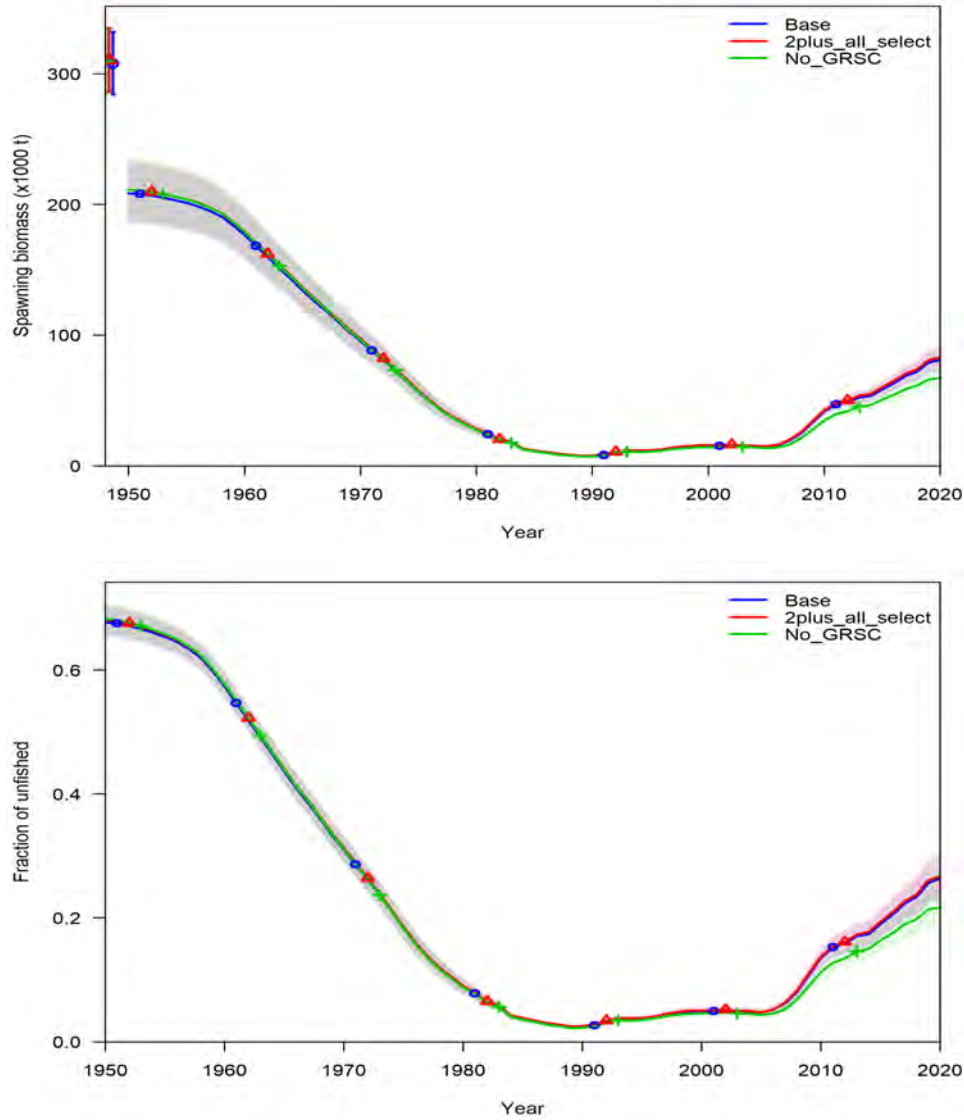 Base
2plus_all_select
No_GRSC
Spawning biomass (x1000 t)
300
200
100
0
1950 1960 1970 1980 1990 2000 2010 2020
Year
Base
2plus_all_select
No_GRSC
Fraction of unfished
0.6
0.4
0.2
0.0
1950 1960 1970 1980 1990 2000 2010 2020
Year